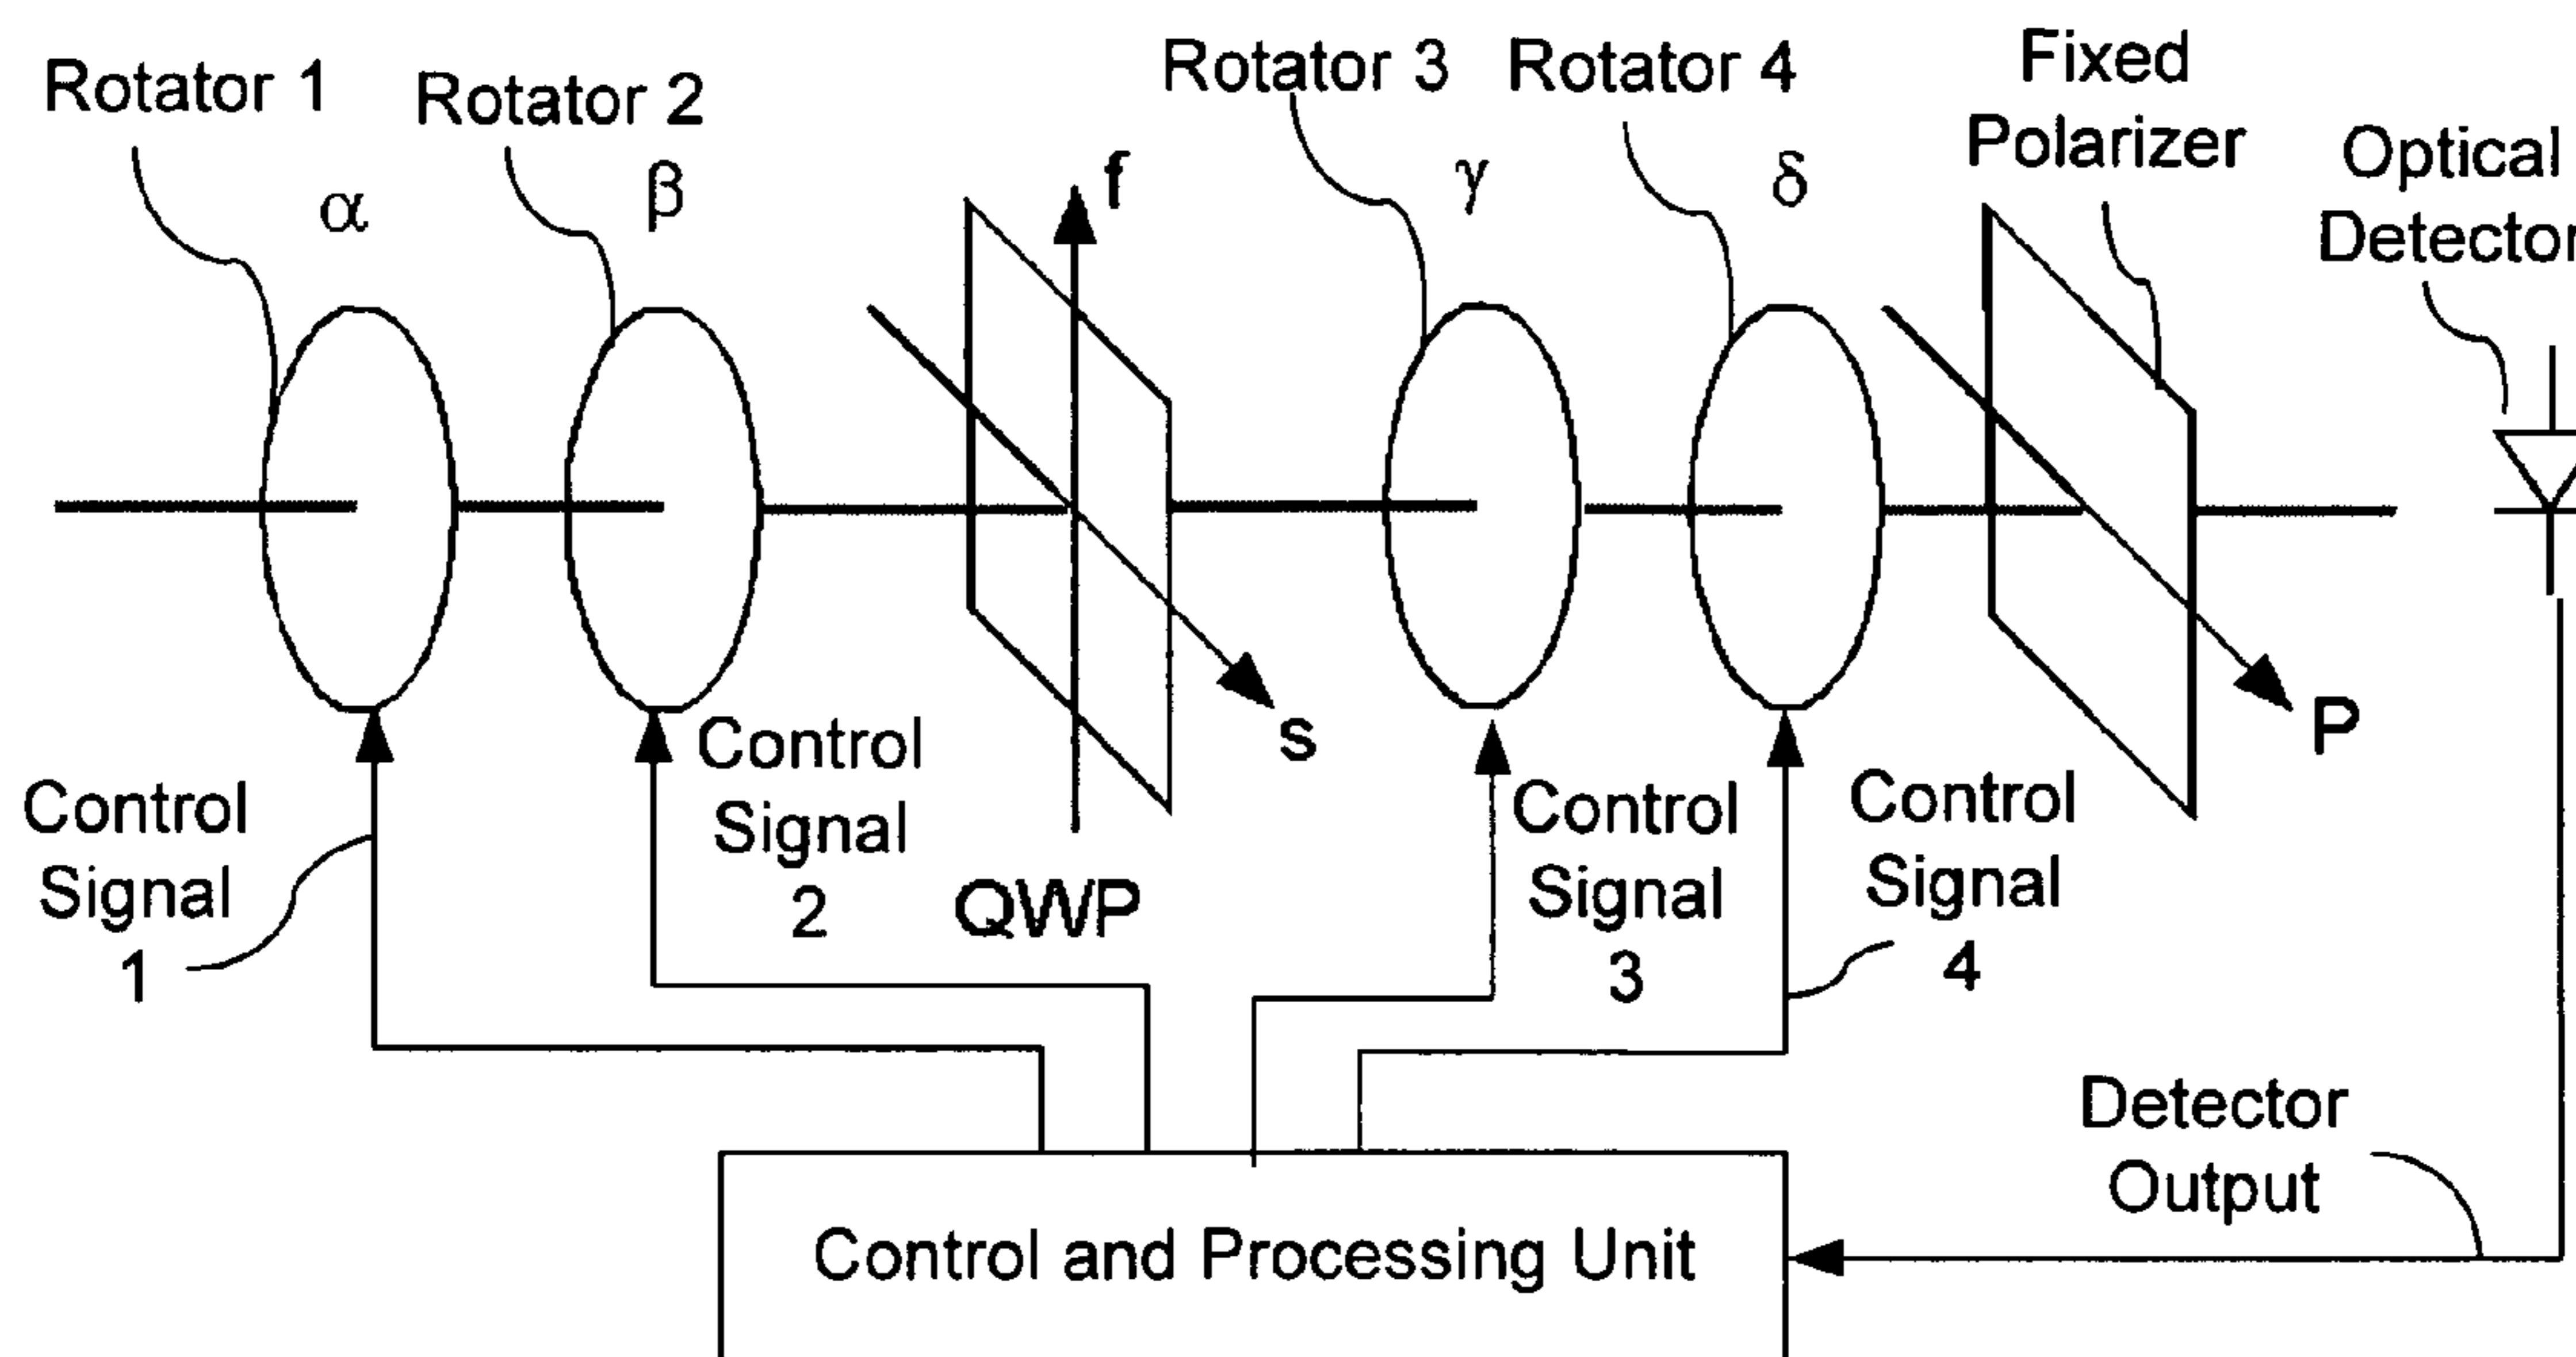 Rotator 1
α
Rotator 2
β
f
s
QWP
Rotator 3
γ
Rotator 4
δ
Fixed
Polarizer
P
Optical
Detector
Control
Signal
1
Control
Signal
2
Control
Signal
3
Control
Signal
4
Detector
Output
Control and Processing Unit